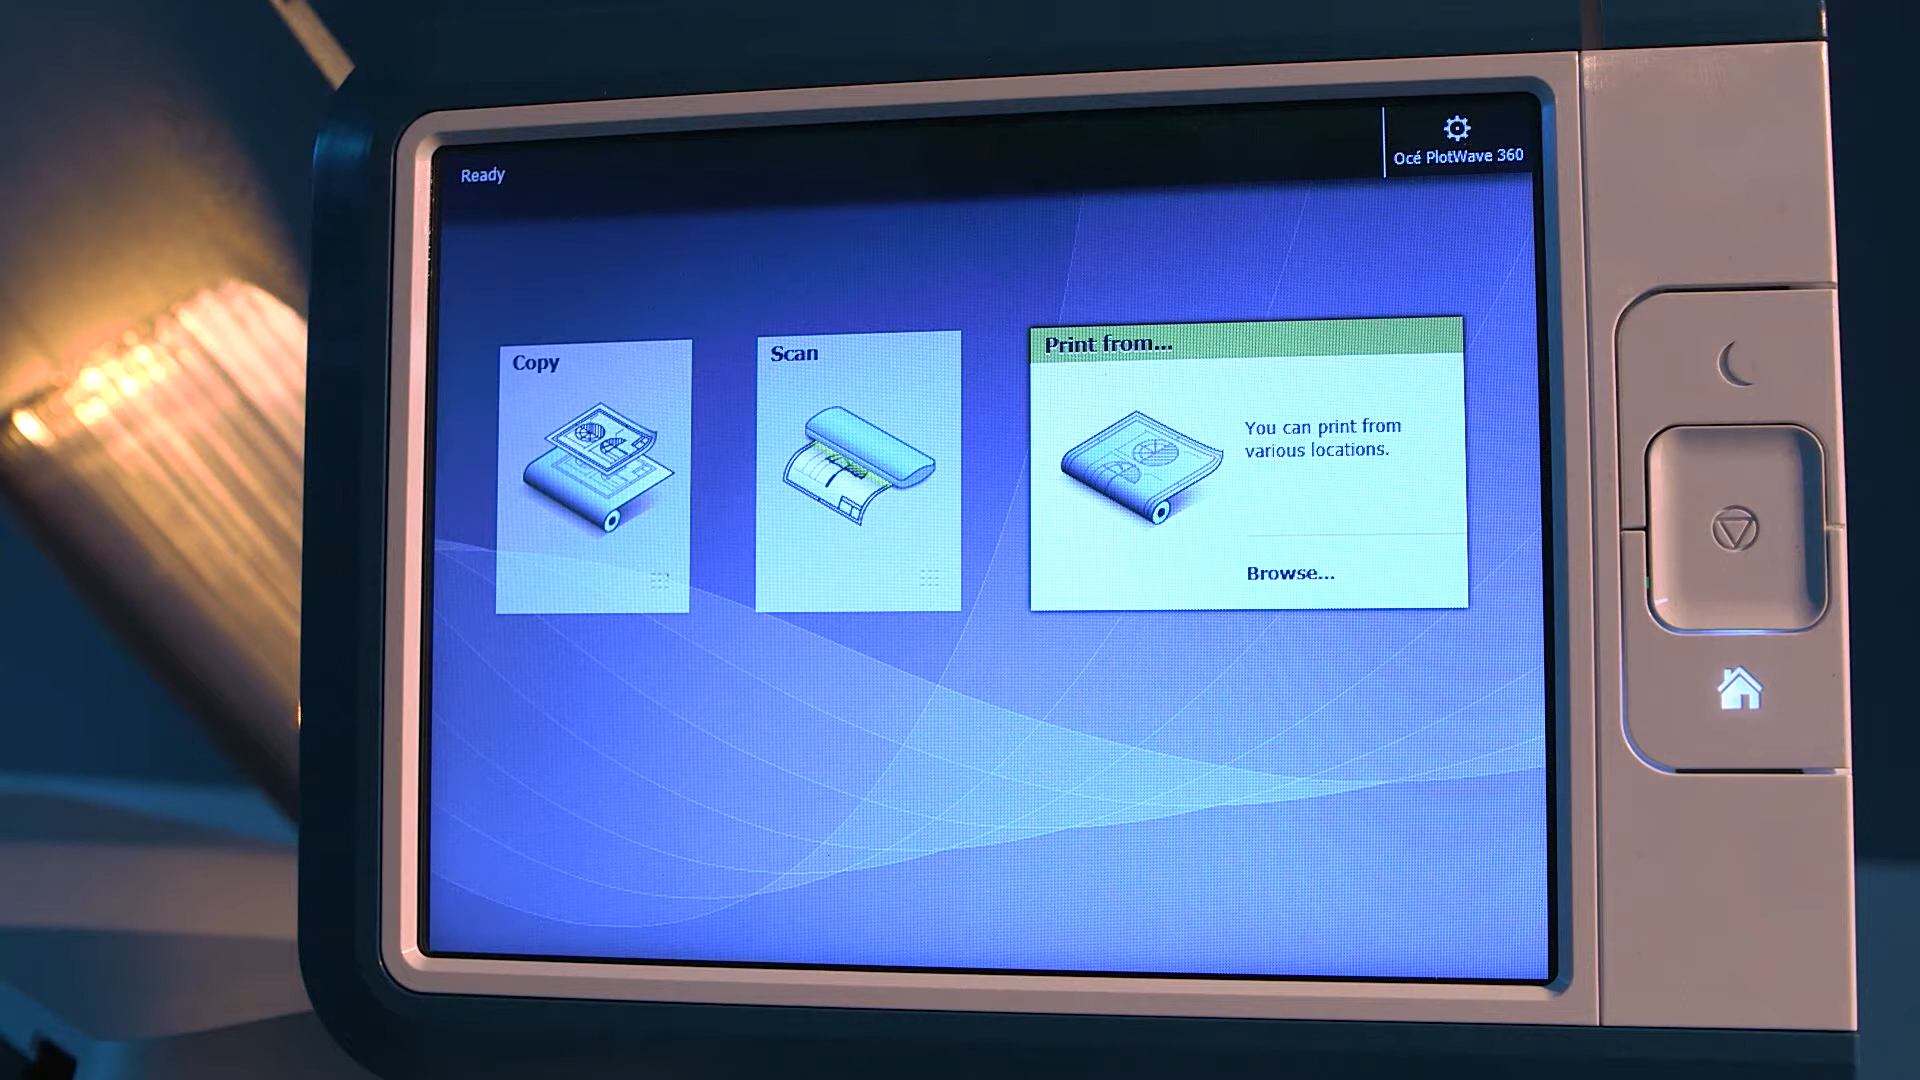 Ready
Océ PlotWave 360
Copy
Scan
Print from...
You can print from
various locations.
Browse...